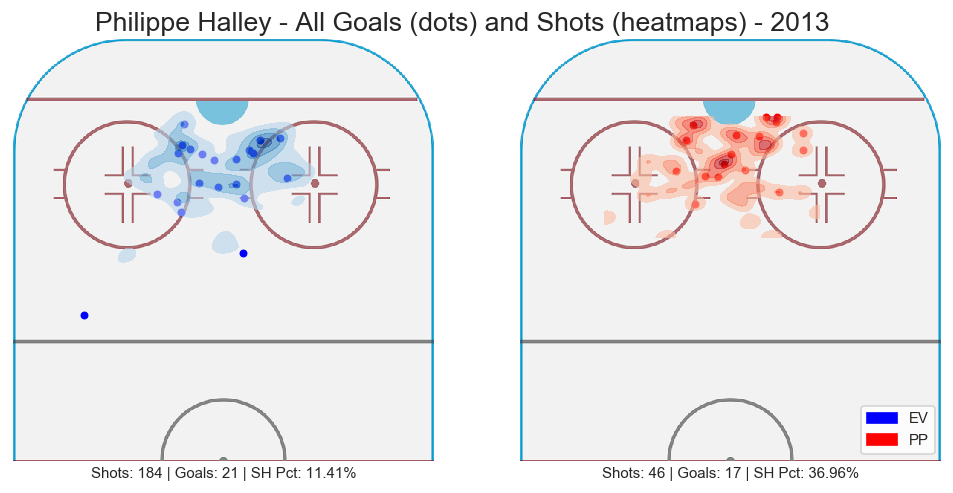 Philippe Halley - All Goals (dots) and Shots (heatmaps) - 2013
EV
PP
Shots: 184 | Goals: 21 | SH Pct: 11.41%
Shots: 46 | Goals: 17 | SH Pct: 36.96%